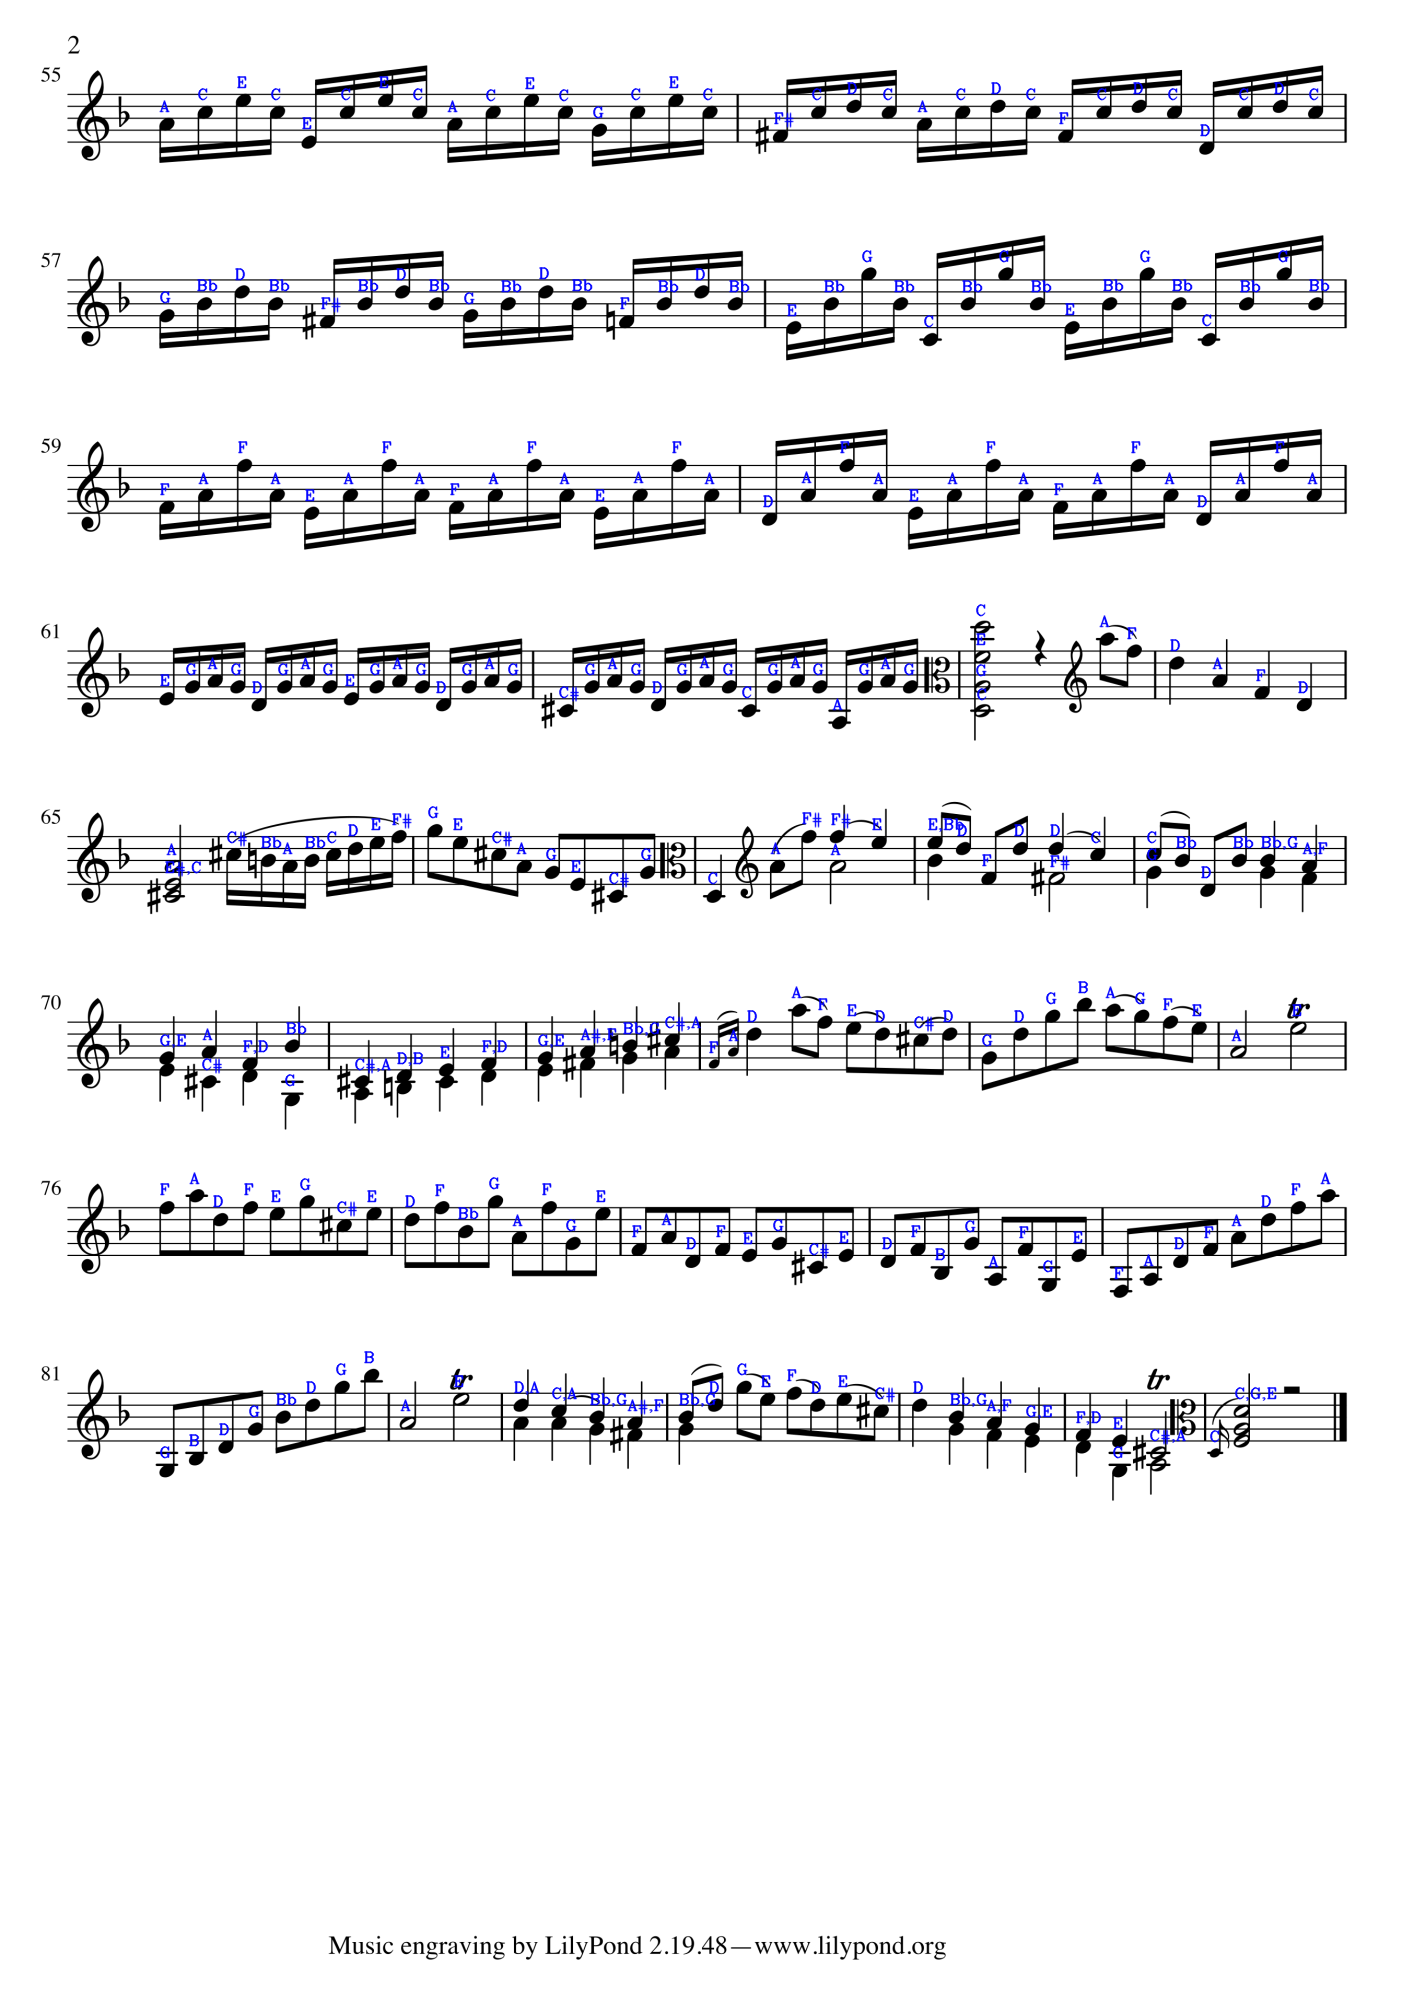 2
55
A C E C E C E C A C E C G C E C F# C D C A C D C F C D C D C D C
57
G Bb D Bb F# Bb D Bb G Bb D Bb F Bb D Bb E Bb G Bb C Bb G Bb E Bb G Bb C Bb G Bb
59
F A F A E A F A F A F A E A F A D A F A E A F A F A F A D A F A
61
E G A G D G A G E G A G D G A G C# G A G D G A G C G A G A G A G C E G C A F D A F D
65
A C#,C C# Bb A Bb C D E F# G E C# A G E C# G C A F# F# A E E,Bb D F D D F# C C Bb D Bb Bb,G A,F
70
G,E A C# F,D Bb G C#,A D,B E F,D G,E A#,F Bb,G C#,A F A D A F E D C# D G D G B A G F E A tr
76
F A D F E G C# E D F Bb G A F G E F A D F E G C# E D F B G A F G E F A D F A D F A
81
G B D G Bb D G B A tr D,A C,A Bb,G A#,F Bb,G D G E F D E C# D Bb,G A,F G,E F,D E G C#,A tr C C,G,E
Music engraving by LilyPond 2.19.48—www.lilypond.org